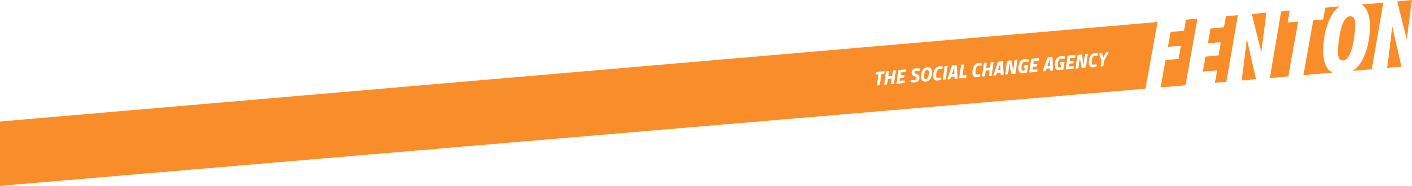 THE SOCIAL CHANGE AGENCY FENTON